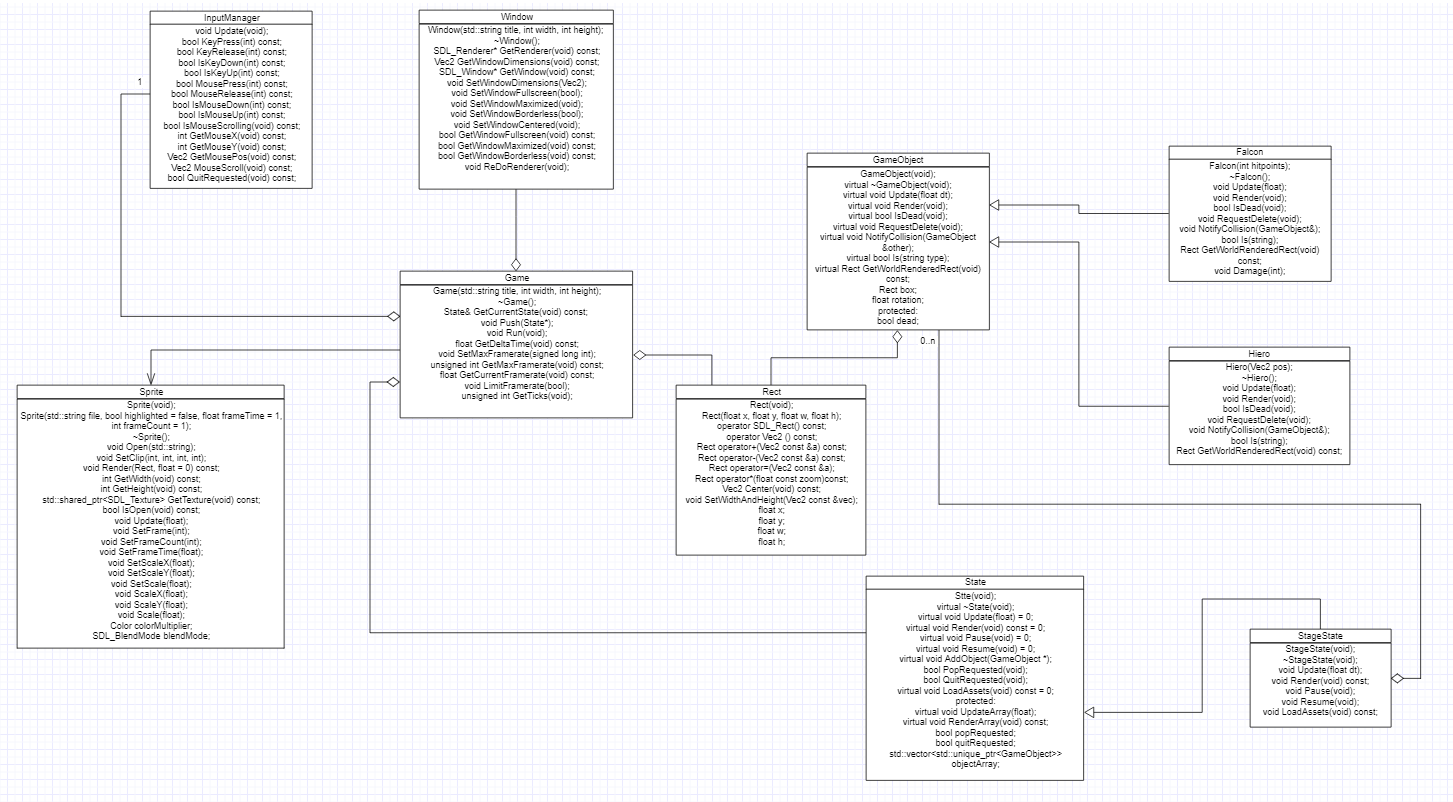 InputManager
void Update(void);
bool KeyPress(int) const;
bool KeyRelease(int) const;
bool IsKeyDown(int) const;
bool IsKeyUp(int) const;
bool MousePress(int) const;
bool MouseRelease(int) const;
bool IsMouseDown(int) const;
bool IsMouseUp(int) const;
bool IsMouseScrolling(void) const;
int GetMouseX(void) const;
int GetMouseY(void) const;
Vec2 GetMousePos(void) const;
Vec2 MouseScroll(void) const;
bool QuitRequested(void) const;
1
Window
Window(std::string title, int width, int height);
~Window();
SDL_Renderer* GetRenderer(void) const;
Vec2 GetWindowDimensions(void) const;
SDL_Window* GetWindow(void) const;
void SetWindowDimensions(Vec2);
void SetWindowFullscreen(bool);
void SetWindowMaximized(void);
void SetWindowBorderless(bool);
void SetWindowCentered(void);
bool GetWindowFullscreen(void) const;
bool GetWindowMaximized(void) const;
bool GetWindowBorderless(void) const;
void ReDoRenderer(void);
GameObject
GameObject(void);
virtual ~GameObject(void);
virtual void Update(float dt);
virtual void Render(void);
virtual bool IsDead(void);
virtual void RequestDelete(void);
virtual void NotifyCollision(GameObject
&other);
virtual bool Is(string type);
virtual Rect GetWorldRenderedRect(void)
const;
Rect box;
float rotation;
protected:
bool dead;
0..n
Falcon
Falcon(int hitpoints);
~Falcon();
void Update(float);
void Render(void);
bool IsDead(void);
void RequestDelete(void);
void NotifyCollision(GameObject&);
bool Is(string);
Rect GetWorldRenderedRect(void)
const;
void Damage(int);
Game
Game(std::string title, int width, int height);
~Game();
State& GetCurrentState(void) const;
void Push(State*);
void Run(void);
float GetDeltaTime(void) const;
void SetMaxFramerate(signed long int);
unsigned int GetMaxFramerate(void) const;
float GetCurrentFramerate(void) const;
void LimitFramerate(bool);
unsigned int GetTicks(void);
Hiero
Hiero(Vec2 pos);
~Hiero();
void Update(float);
void Render(void);
bool IsDead(void);
void RequestDelete(void);
void NotifyCollision(GameObject&);
bool Is(string);
Rect GetWorldRenderedRect(void) const;
Sprite
Sprite(void);
Sprite(std::string file, bool highlighted = false, float frameTime = 1,
int frameCount = 1);
~Sprite();
void Open(std::string);
void SetClip(int, int, int, int);
void Render(Rect, float = 0) const;
int GetWidth(void) const;
int GetHeight(void) const;
std::shared_ptr<SDL_Texture> GetTexture(void) const;
bool IsOpen(void) const;
void Update(float);
void SetFrame(int);
void SetFrameCount(int);
void SetFrameTime(float);
void SetScaleX(float);
void SetScaleY(float);
void SetScale(float);
void ScaleX(float);
void ScaleY(float);
void Scale(float);
Color colorMultiplier;
SDL_BlendMode blendMode;
Rect
Rect(void);
Rect(float x, float y, float w, float h);
operator SDL_Rect() const;
operator Vec2 () const;
Rect operator+(Vec2 const &a) const;
Rect operator-(Vec2 const &a) const;
Rect operator=(Vec2 const &a);
Rect operator*(float const zoom)const;
Vec2 Center(void) const;
void SetWidthAndHeight(Vec2 const &vec);
float x;
float y;
float w;
float h;
State
Stte(void);
virtual ~State(void);
virtual void Update(float) = 0;
virtual void Render(void) const = 0;
virtual void Pause(void) = 0;
virtual void Resume(void) = 0;
virtual void AddObject(GameObject *);
bool PopRequested(void);
bool QuitRequested(void);
virtual void LoadAssets(void) const = 0;
protected:
virtual void UpdateArray(float);
virtual void RenderArray(void) const;
bool popRequested;
bool quitRequested;
std::vector<std::unique_ptr<GameObject>>
objectArray;
StageState
StageState(void);
~StageState(void);
void Update(float dt);
void Render(void) const;
void Pause(void);
void Resume(void);
void LoadAssets(void) const;